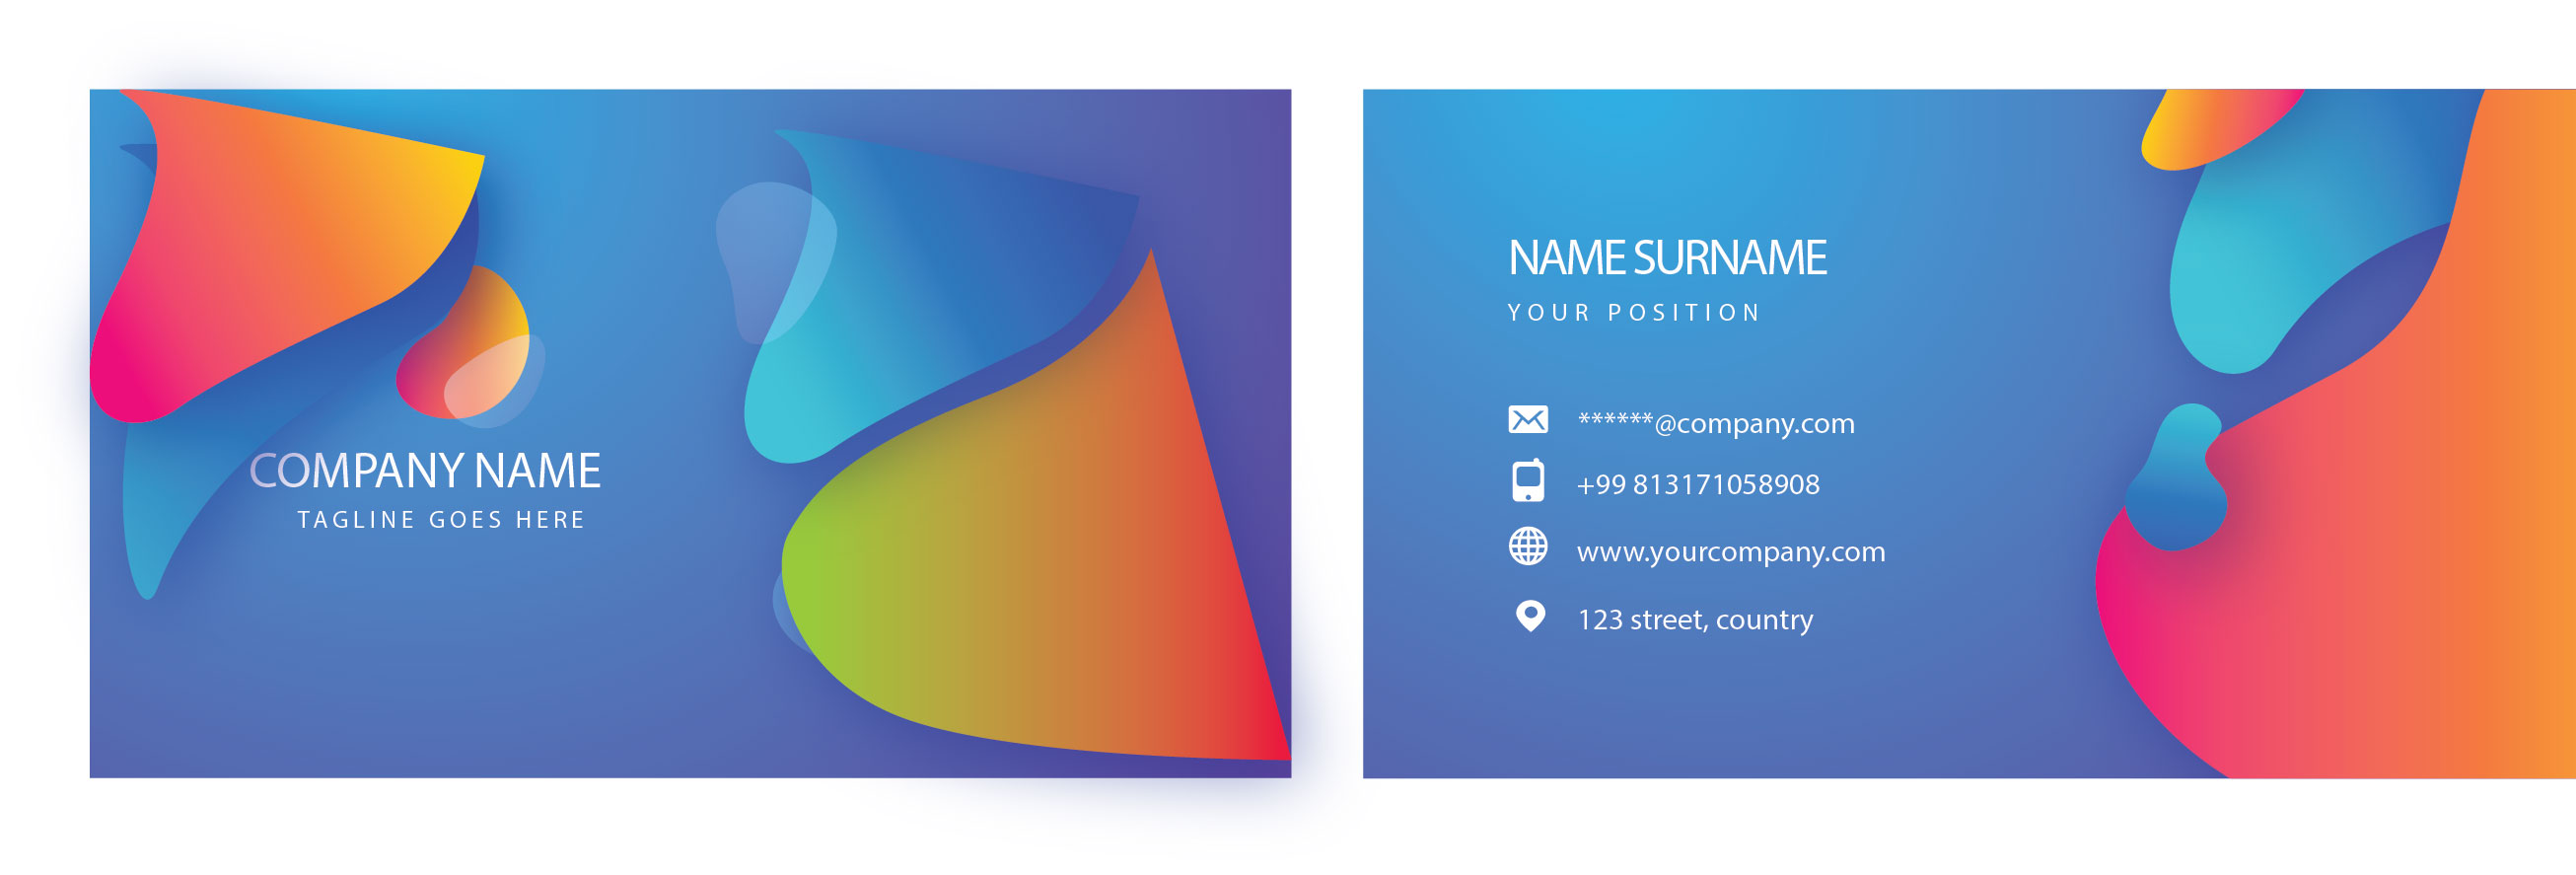 COMPANY NAME
TAGLINE GOES HERE
NAME SURNAME
YOUR POSITION
******@company.com
+99 813171058908
www.yourcompany.com
123 street, country